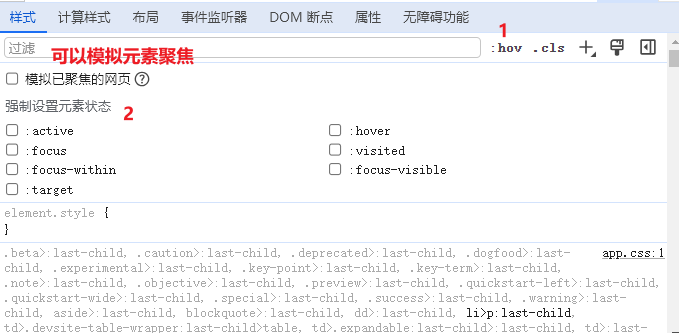 样式 计算样式 布局 事件监听器 DOM 断点 属性 无障碍功能
1
过滤 可以模拟元素聚焦 :hov .cls
模拟已聚焦的网页
强制设置元素状态 2
:active :hover
:focus :visited
:focus-within :focus-visible
:target
element.style {
}
.beta>:last-child, .caution>:last-child, .deprecated>:last-child, .dogfood>:last- app.css:1
child, .experimental>:last-child, .key-point>:last-child, .key-term>:last-child,
.note>:last-child, .objective>:last-child, .preview>:last-child, .quickstart-left>:last-child,
.quickstart-wide>:last-child, .special>:last-child, .success>:last-child, .warning>:last-
child, aside>:last-child, blockquote>:last-child, dd>:last-child, li>p:last-child,
td>.devsite-table-wrapper:last-child>table, td>.expandable:last-child, td>:last-